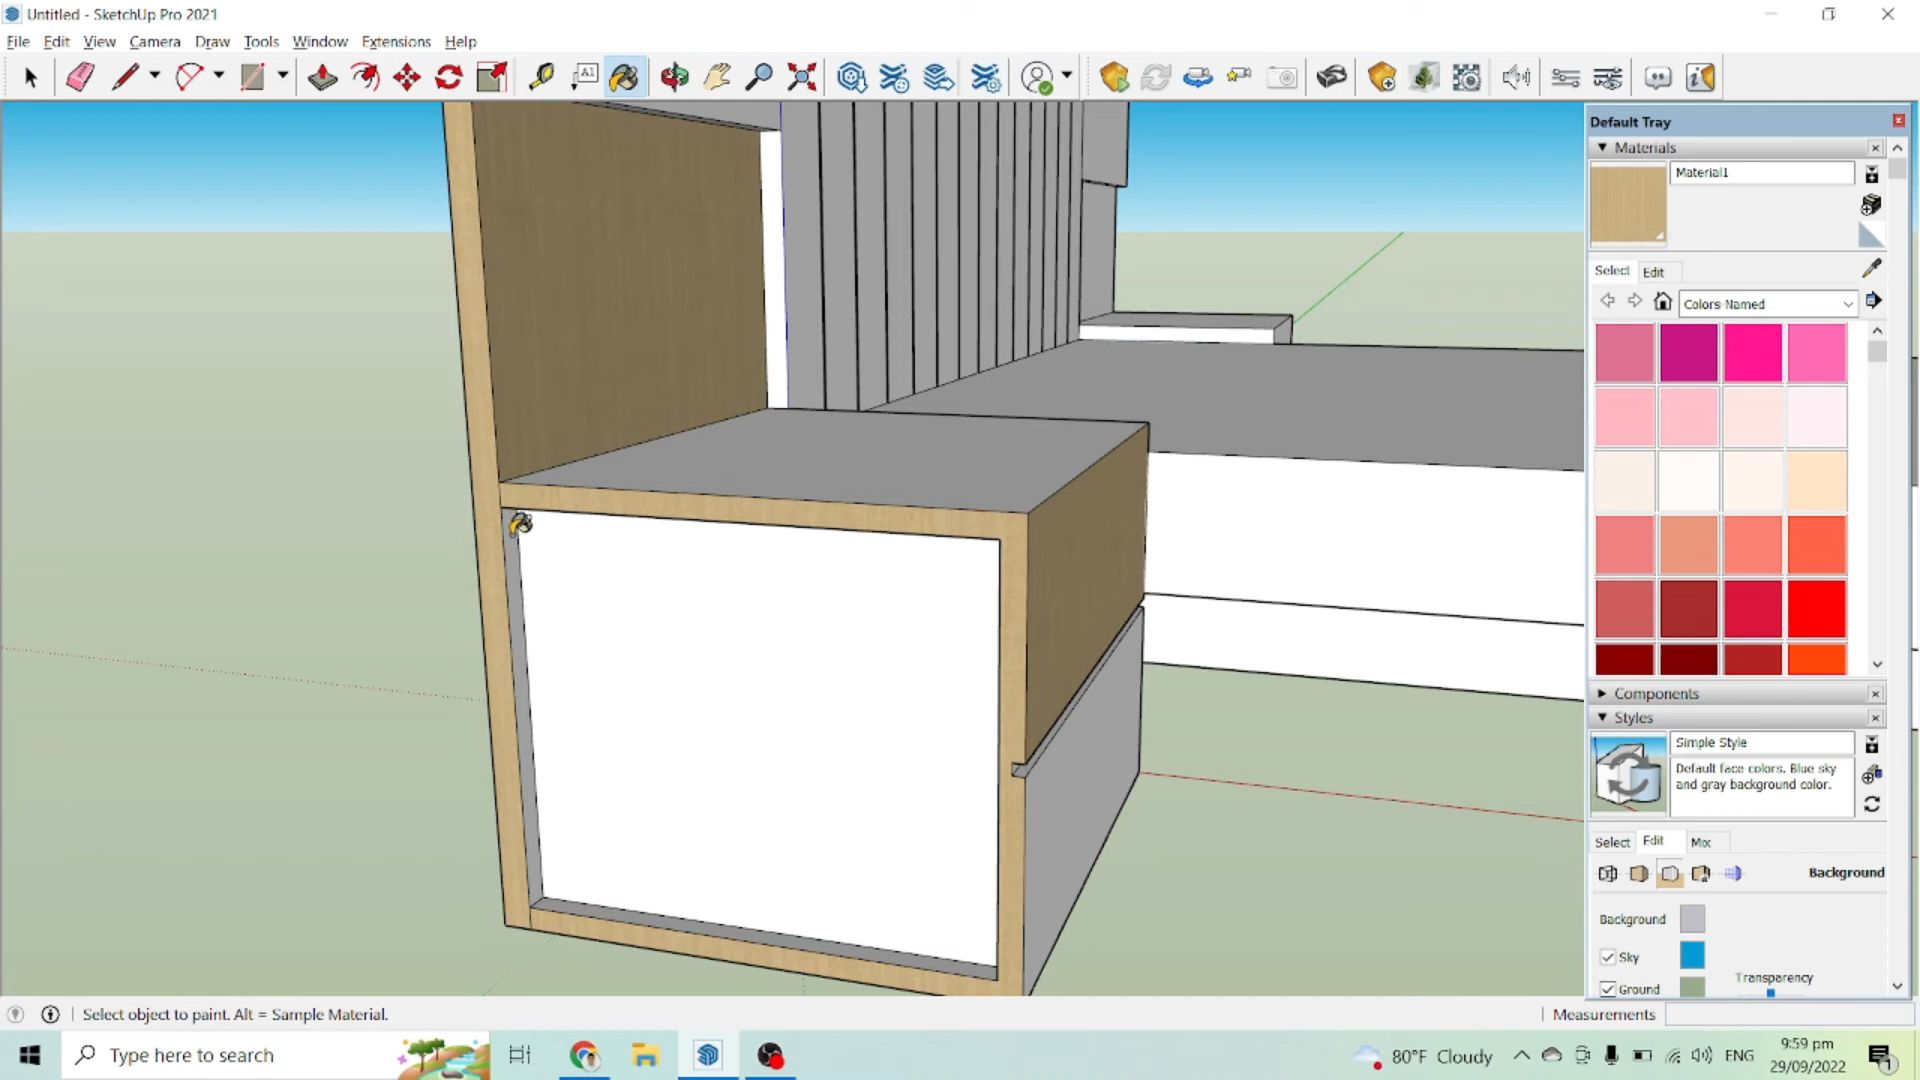 Untitled - SketchUp Pro 2021
File Edit View Camera Draw Tools Window Extensions Help
A1
Default Tray
Materials
Material1
Select Edit
Colors-Named
Components
Styles
Simple Style
Default face colors. Blue sky
and gray background color.
Select Edit Mix
Background
Background
Sky
Transparency
Ground
Select object to paint. Alt = Sample Material.
Measurements
Type here to search
80°F Cloudy
ENG
9:59 pm
29/09/2022
1